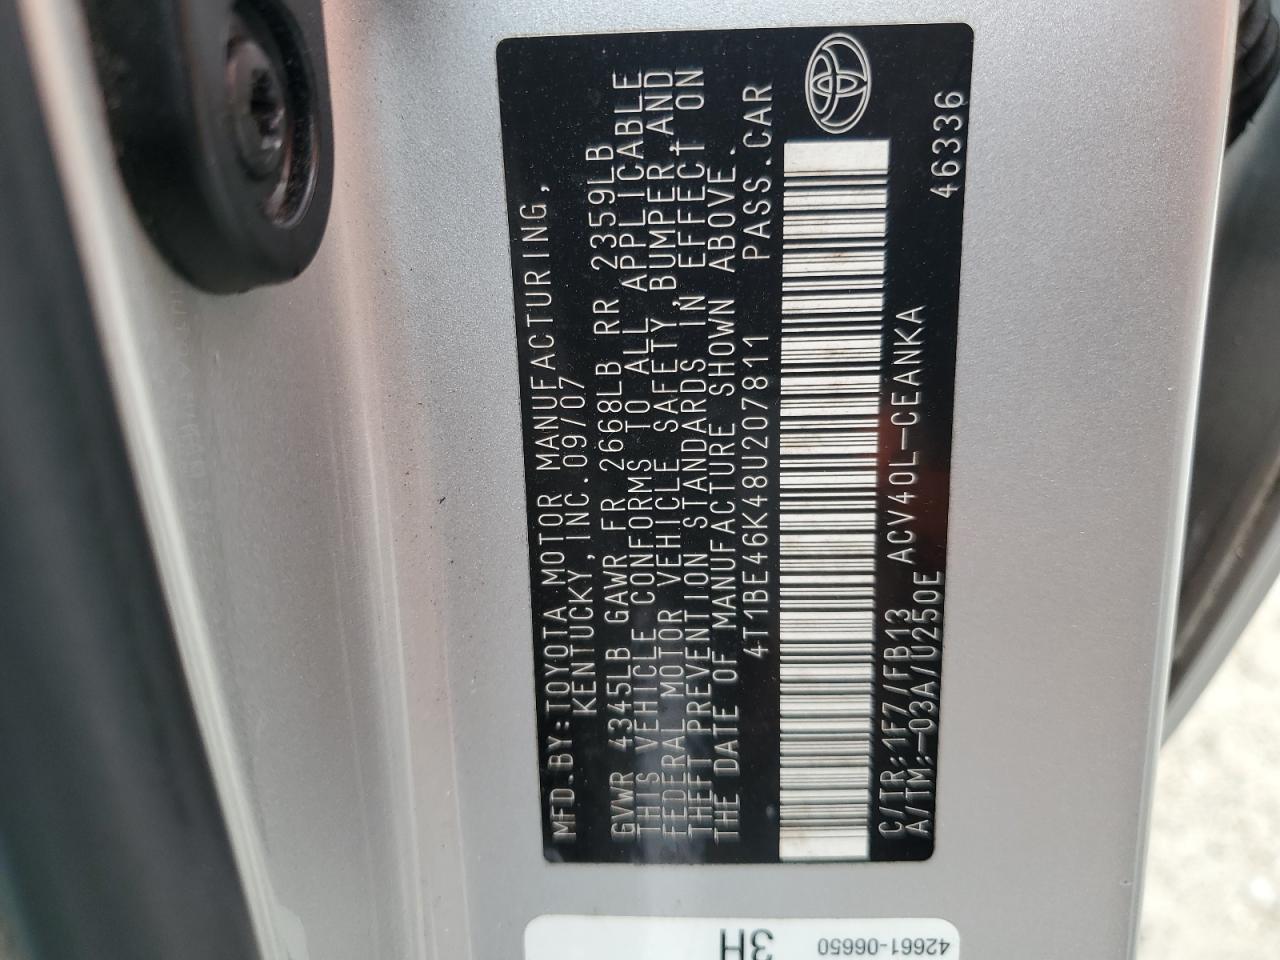 MFD.BY:TOYOTA MOTOR MANUFACTURING,
KENTUCKY,INC.09/07
GVWR 4345LB GAWR FR 2668LB RR 2359LB
THIS VEHICLE CONFORMS TO ALL APPLICABLE
FEDERAL MOTOR VEHICLE SAFETY,BUMPER,AND
THEFT PREVENTION STANDARDS IN EFFECT ON
THE DATE OF MANUFACTURE SHOWN ABOVE.
4T1BE46K48U207811 PASS.CAR
C/TR:1F7/FB13 ACV40L-CEANKA 46336
A/TM:-03A/U250E
3H
42661-06650